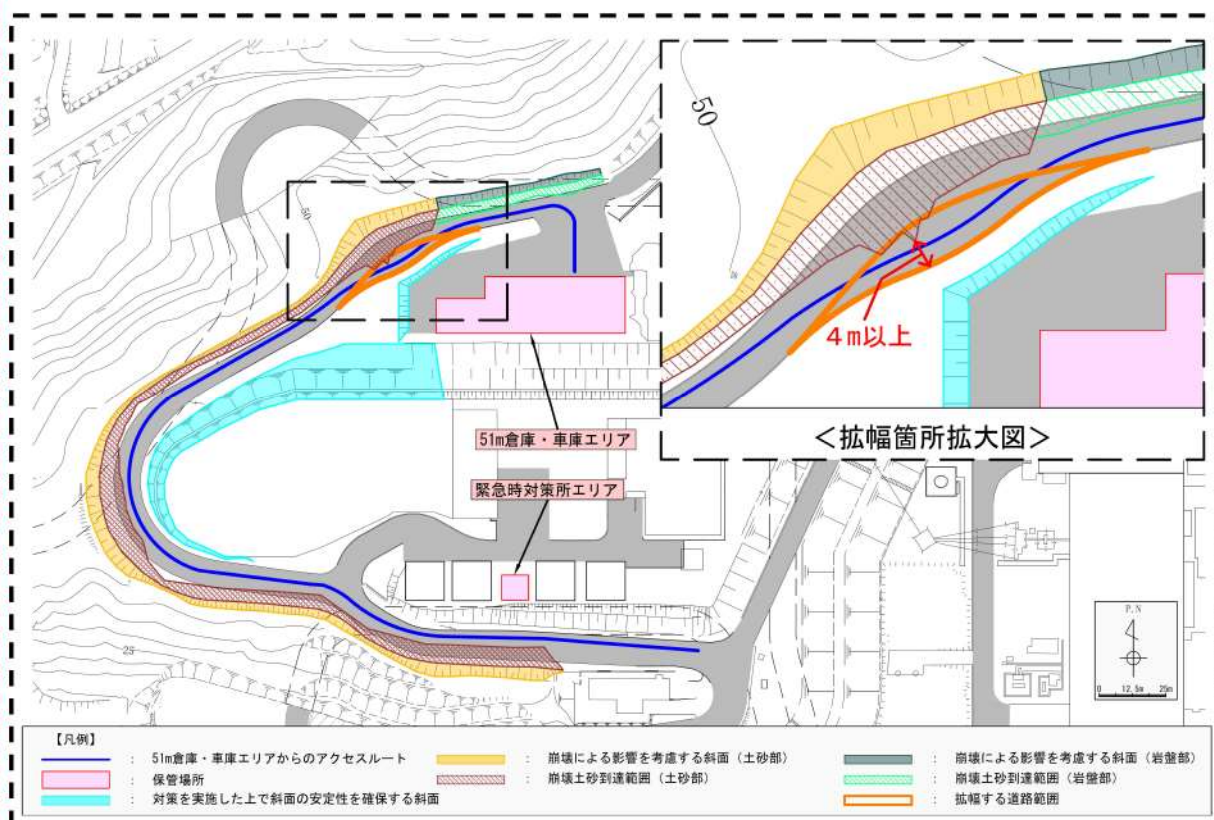 50
50
4m以上
<拡幅箇所拡大図>
51m倉庫・車庫エリア
緊急時対策所エリア
25
P.N
0 12.5m 25m
【凡例】
: 51m倉庫・車庫エリアからのアクセスルート
: 保管場所
: 対策を実施した上で斜面の安定性を確保する斜面
: 崩壊による影響を考慮する斜面（土砂部）
: 崩壊土砂到達範囲（土砂部）
: 崩壊による影響を考慮する斜面（岩盤部）
: 崩壊土砂到達範囲（岩盤部）
: 拡幅する道路範囲